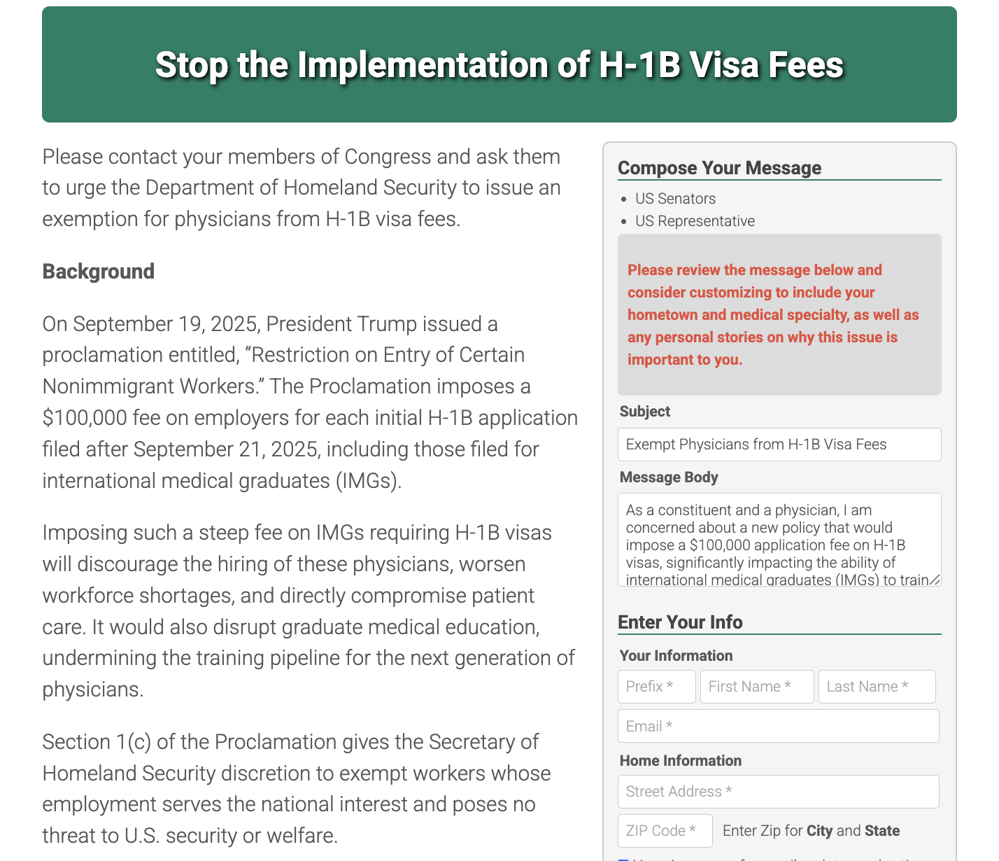 Stop the Implementation of H-1B Visa Fees
Please contact your members of Congress and ask them
to urge the Department of Homeland Security to issue an
exemption for physicians from H-1B visa fees.
Background
On September 19, 2025, President Trump issued a
proclamation entitled, “Restriction on Entry of Certain
Nonimmigrant Workers.” The Proclamation imposes a
$100,000 fee on employers for each initial H-1B application
filed after September 21, 2025, including those filed for
international medical graduates (IMGs).
Imposing such a steep fee on IMGs requiring H-1B visas
will discourage the hiring of these physicians, worsen
workforce shortages, and directly compromise patient
care. It would also disrupt graduate medical education,
undermining the training pipeline for the next generation of
physicians.
Section 1(c) of the Proclamation gives the Secretary of
Homeland Security discretion to exempt workers whose
employment serves the national interest and poses no
threat to U.S. security or welfare.
Compose Your Message
• US Senators
• US Representative
Please review the message below and
consider customizing to include your
hometown and medical specialty, as well as
any personal stories on why this issue is
important to you.
Subject
Exempt Physicians from H-1B Visa Fees
Message Body
As a constituent and a physician, I am
concerned about a new policy that would
impose a $100,000 application fee on H-1B
visas, significantly impacting the ability of
international medical graduates (IMGs) to train
Enter Your Info
Your Information
Prefix * First Name * Last Name *
Email *
Home Information
Street Address *
ZIP Code * Enter Zip for City and State